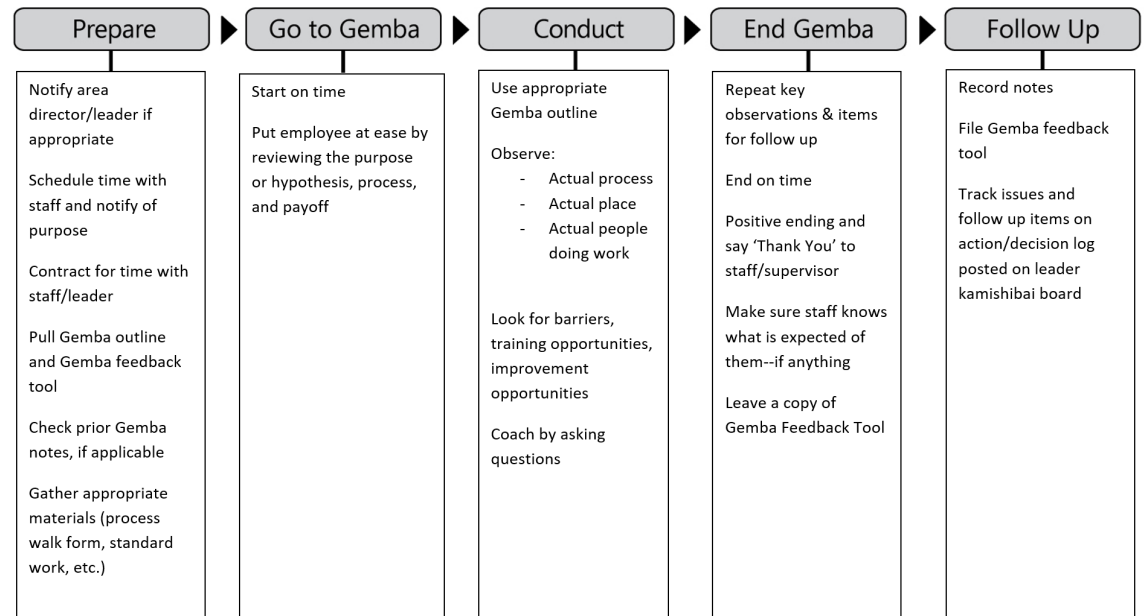 Prepare
Notify area
director/leader if
appropriate
Schedule time with
staff and notify of
purpose
Contract for time with
staff/leader
Pull Gemba outline
and Gemba feedback
tool
Check prior Gemba
notes, if applicable
Gather appropriate
materials (process
walk form, standard
work, etc.)
Go to Gemba
Start on time
Put employee at ease by
reviewing the purpose
or hypothesis, process,
and payoff
Conduct
Use appropriate
Gemba outline
Observe:
- Actual process
- Actual place
- Actual people
doing work
Look for barriers,
training opportunities,
improvement
opportunities
Coach by asking
questions
End Gemba
Repeat key
observations & items
for follow up
End on time
Positive ending and
say ‘Thank You’ to
staff/supervisor
Make sure staff knows
what is expected of
them--if anything
Leave a copy of
Gemba Feedback Tool
Follow Up
Record notes
File Gemba feedback
tool
Track issues and
follow up items on
action/decision log
posted on leader
kamishibai board